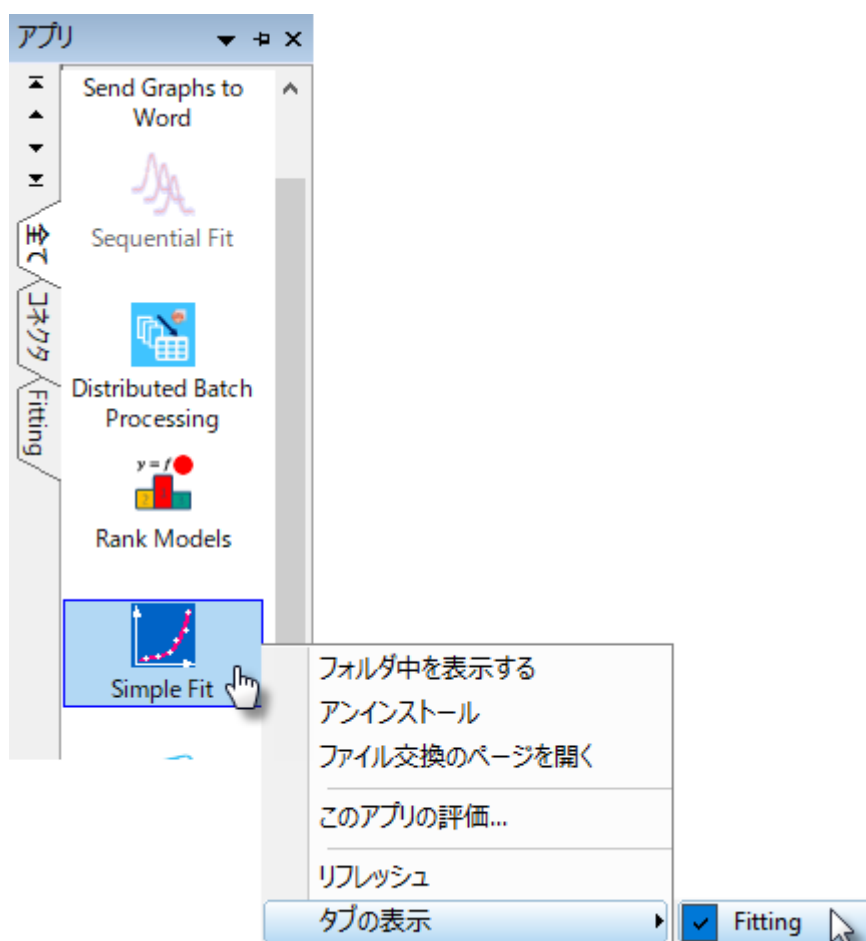 アプリ
Send Graphs to
Word
Sequential Fit
Distributed Batch
Processing
y = f
2
1
3
Rank Models
Simple Fit
全て
コネクタ
Fitting
フォルダ中を表示する
アンインストール
ファイル交換のページを開く
このアプリの評価...
リフレッシュ
タブの表示
Fitting